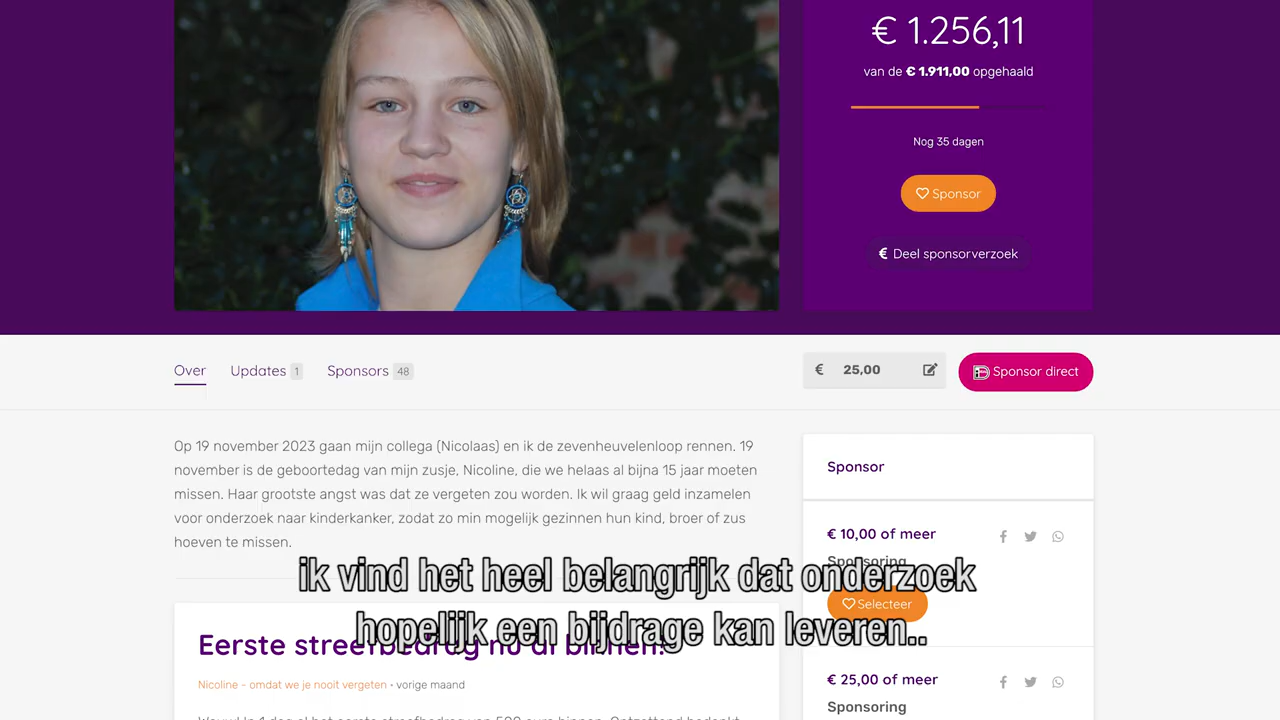 € 1.256,11
van de € 1.911,00 opgehaald
Nog 35 dagen
Sponsor
€ Deel sponsorverzoek
Over Updates 1 Sponsors 48
€ 25,00
Sponsor direct
Op 19 november 2023 gaan mijn collega (Nicolaas) en ik de zevenheuvelenloop rennen. 19
november is de geboortedag van mijn zusje, Nicoline, die we helaas al bijna 15 jaar moeten
missen. Haar grootste angst was dat ze vergeten zou worden. Ik wil graag geld inzamelen
voor onderzoek naar kinderkanker, zodat zo min mogelijk gezinnen hun kind, broer of zus
hoeven te missen.
Sponsor
€ 10,00 of meer
Sponsoring
Selecteer
ik vind het heel belangrijk dat onderzoek
hopelijk een bijdrage kan leveren..
Eerste streefbedrag nu al binnen!
Nicoline - omdat we je nooit vergeten • vorige maand
€ 25,00 of meer
Sponsoring